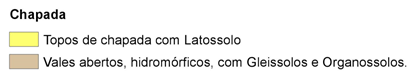 Chapada
Topos de chapada com Latossolo
Vales abertos, hidromórficos, com Gleissolos e Organossolos.